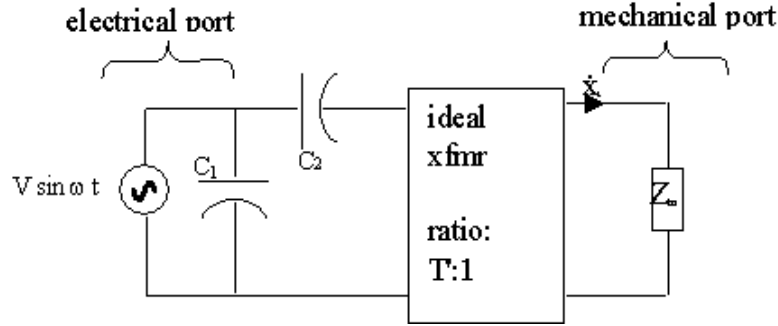 electrical port
mechanical port
ẋ
ideal
xfmr
C₁
C₂
V sin ω t
ratio:
T':1
Zₘ